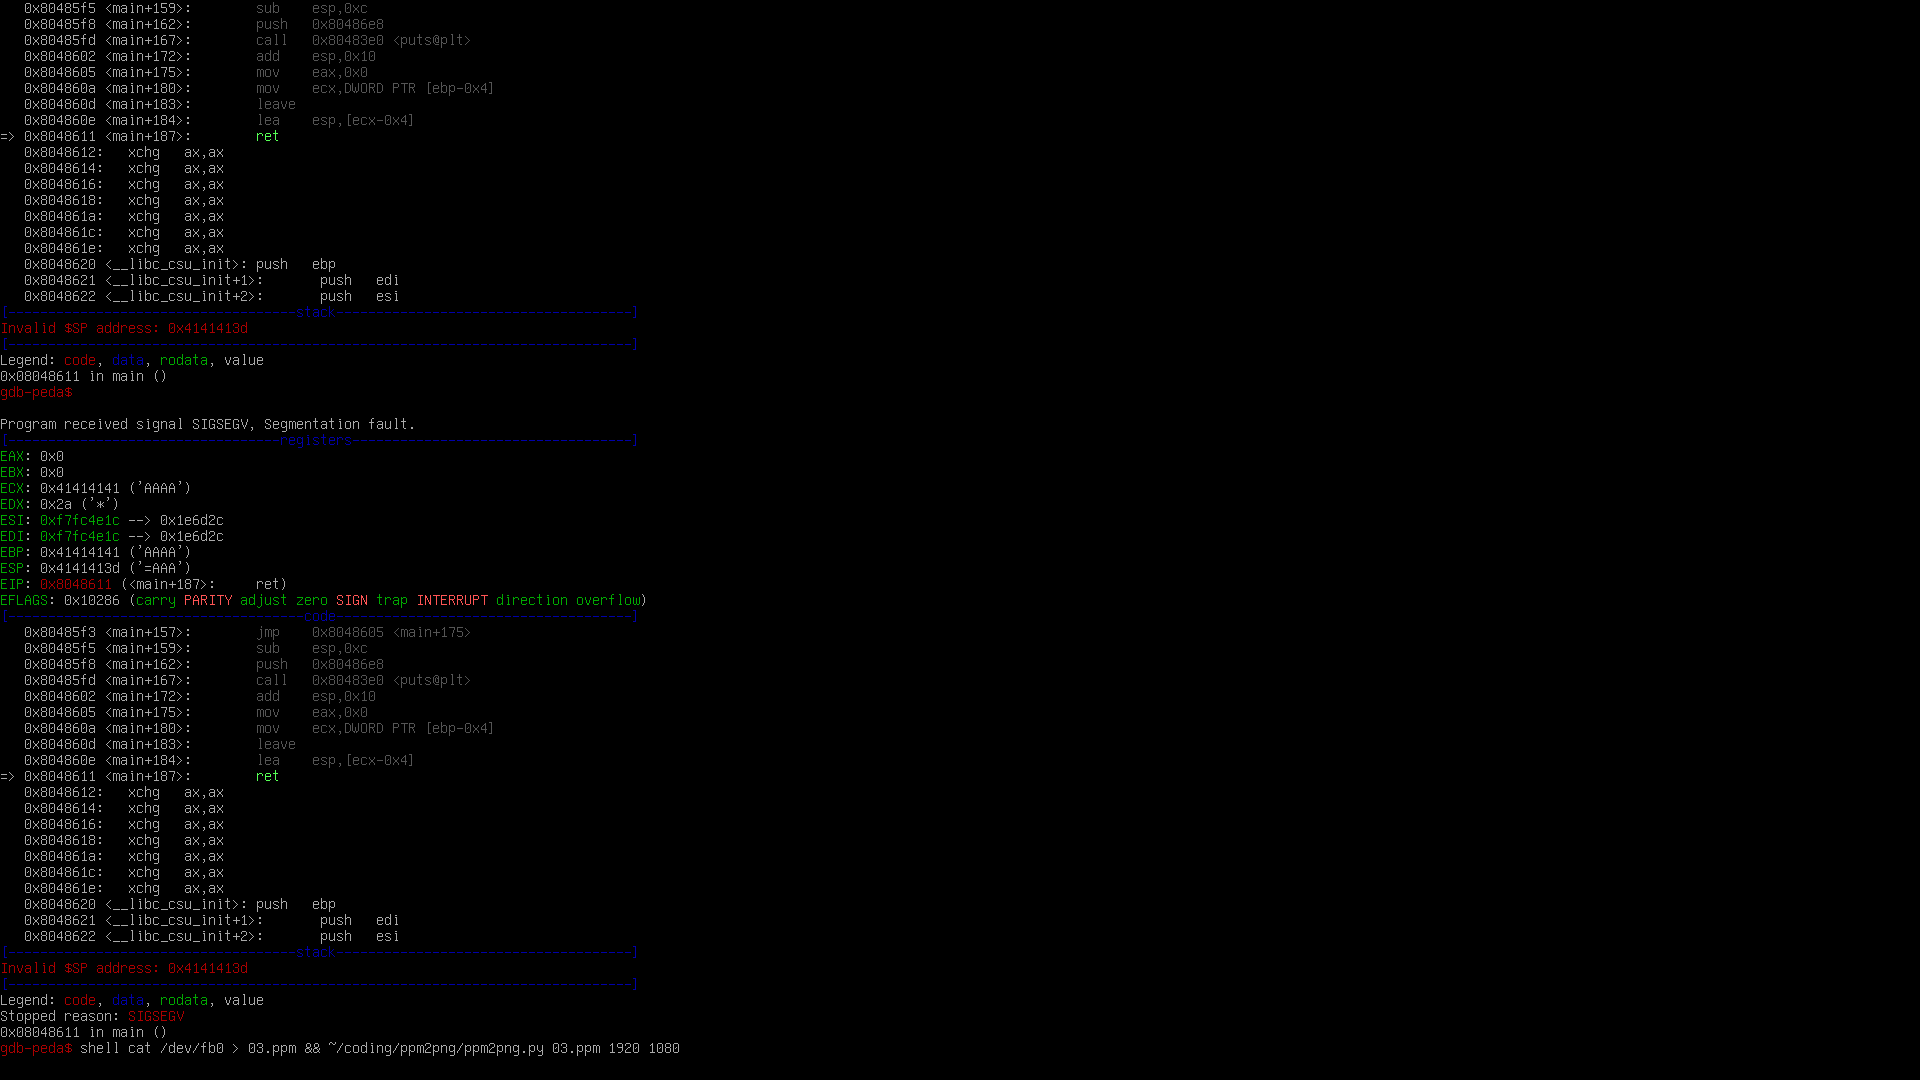 0x80485f5 <main+159>:        sub    esp,0xc
   0x80485f8 <main+162>:        push   0x80486e8
   0x80485fd <main+167>:        call   0x80483e0 <puts@plt>
   0x8048602 <main+172>:        add    esp,0x10
   0x8048605 <main+175>:        mov    eax,0x0
   0x804860a <main+180>:        mov    ecx,DWORD PTR [ebp-0x4]
   0x804860d <main+183>:        leave
   0x804860e <main+184>:        lea    esp,[ecx-0x4]
=> 0x8048611 <main+187>:        ret
   0x8048612:   xchg   ax,ax
   0x8048614:   xchg   ax,ax
   0x8048616:   xchg   ax,ax
   0x8048618:   xchg   ax,ax
   0x804861a:   xchg   ax,ax
   0x804861c:   xchg   ax,ax
   0x804861e:   xchg   ax,ax
   0x8048620 <__libc_csu_init>: push   ebp
   0x8048621 <__libc_csu_init+1>:       push   edi
   0x8048622 <__libc_csu_init+2>:       push   esi
[------------------------------------stack-------------------------------------]
Invalid $SP address: 0x4141413d
[------------------------------------------------------------------------------]
Legend: code, data, rodata, value
0x08048611 in main ()
gdb-peda$

Program received signal SIGSEGV, Segmentation fault.
[----------------------------------registers-----------------------------------]
EAX: 0x0
EBX: 0x0
ECX: 0x41414141 ('AAAA')
EDX: 0x2a ('*')
ESI: 0xf7fc4e1c --> 0x1e6d2c
EDI: 0xf7fc4e1c --> 0x1e6d2c
EBP: 0x41414141 ('AAAA')
ESP: 0x4141413d ('=AAA')
EIP: 0x8048611 (<main+187>:     ret)
EFLAGS: 0x10286 (carry PARITY adjust zero SIGN trap INTERRUPT direction overflow)
[-------------------------------------code-------------------------------------]
   0x80485f3 <main+157>:        jmp    0x8048605 <main+175>
   0x80485f5 <main+159>:        sub    esp,0xc
   0x80485f8 <main+162>:        push   0x80486e8
   0x80485fd <main+167>:        call   0x80483e0 <puts@plt>
   0x8048602 <main+172>:        add    esp,0x10
   0x8048605 <main+175>:        mov    eax,0x0
   0x804860a <main+180>:        mov    ecx,DWORD PTR [ebp-0x4]
   0x804860d <main+183>:        leave
   0x804860e <main+184>:        lea    esp,[ecx-0x4]
=> 0x8048611 <main+187>:        ret
   0x8048612:   xchg   ax,ax
   0x8048614:   xchg   ax,ax
   0x8048616:   xchg   ax,ax
   0x8048618:   xchg   ax,ax
   0x804861a:   xchg   ax,ax
   0x804861c:   xchg   ax,ax
   0x804861e:   xchg   ax,ax
   0x8048620 <__libc_csu_init>: push   ebp
   0x8048621 <__libc_csu_init+1>:       push   edi
   0x8048622 <__libc_csu_init+2>:       push   esi
[------------------------------------stack-------------------------------------]
Invalid $SP address: 0x4141413d
[------------------------------------------------------------------------------]
Legend: code, data, rodata, value
Stopped reason: SIGSEGV
0x08048611 in main ()
gdb-peda$ shell cat /dev/fb0 > 03.ppm && ~/coding/ppm2png/ppm2png.py 03.ppm 1920 1080